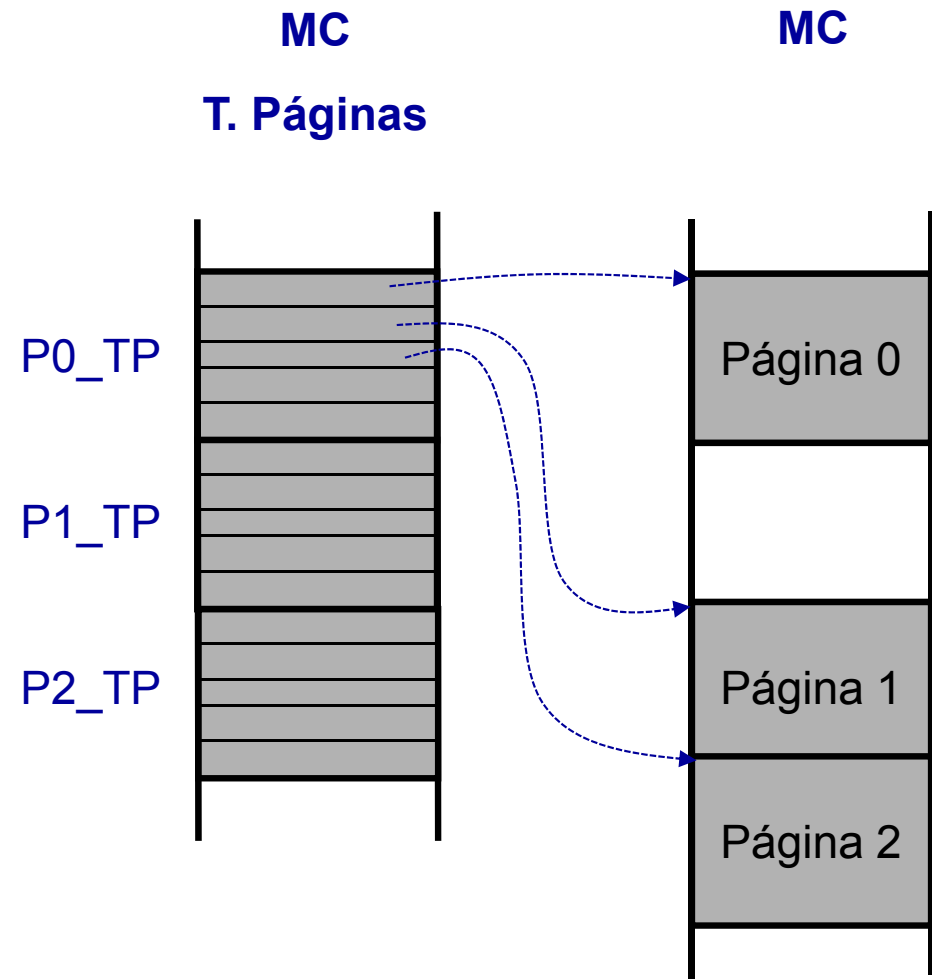 MC
T. Páginas
P0_TP
P1_TP
P2_TP
MC
Página 0
Página 1
Página 2